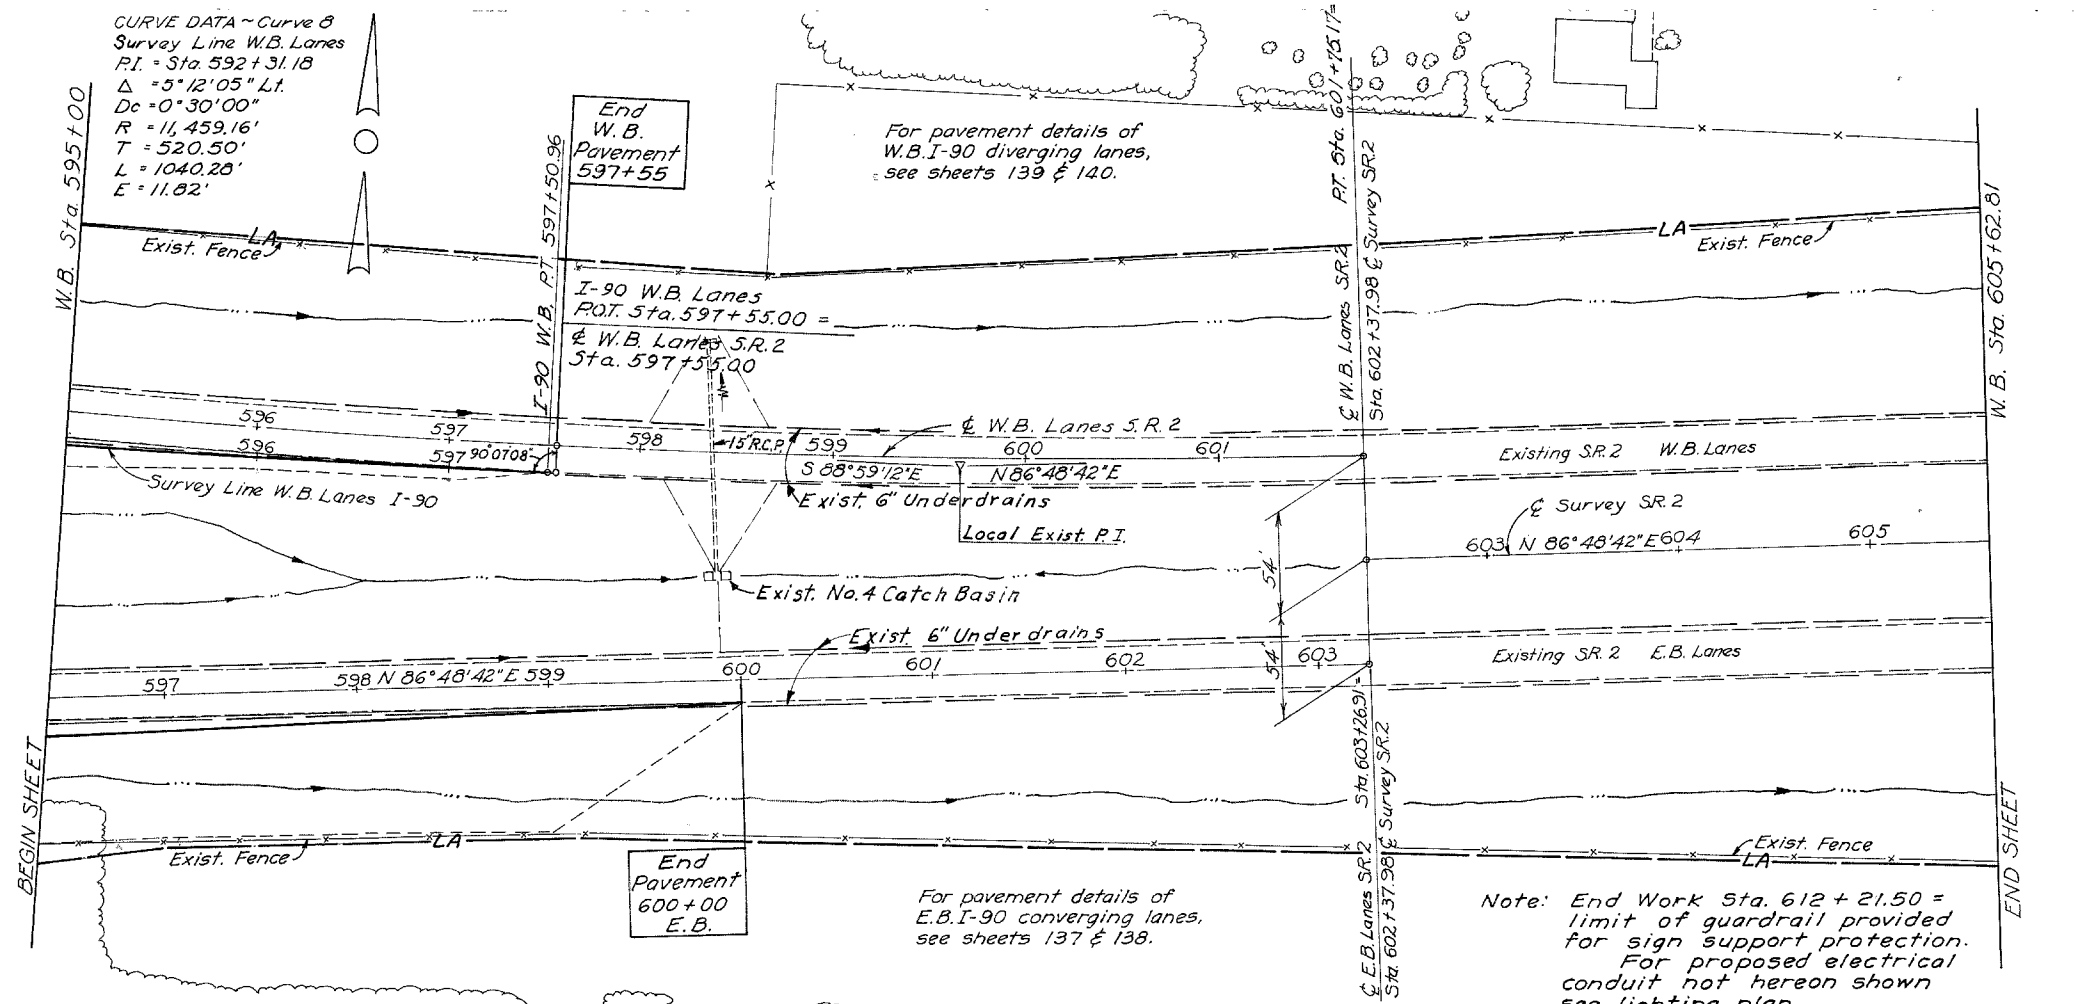 CURVE DATA ~ Curve 8
Survey Line W.B. Lanes
P.I. = Sta. 592 + 31.18
Δ = 5°12'05" Lt.
Dc = 0°30'00"
R = 11,459.16'
T = 520.50'
L = 1040.28'
E = 11.82'
W.B. Sta. 595+00
End
W.B.
Pavement
597+55
For pavement details of
W.B.I-90 diverging lanes,
see sheets 139 & 140.
P.T. Sta. 601+75.17=
℄ W.B. Lanes SR.2
Sta. 602+37.98 ℄ Survey SR.2
W.B. Sta. 605+62.81
LA
Exist. Fence
LA
Exist. Fence
I-90 W.B. P.T. 597+50.96
I-90 W.B. Lanes
P.O.T. Sta. 597+55.00 =
℄ W.B. Lanes S.R.2
Sta. 597+55.00
596
597
598
599
600
601
596
597
90°07'08"
15" R.C.P.
℄ W.B. Lanes S.R.2
S 88°59'12"E
N86°48'42"E
Existing S.R.2 W.B. Lanes
Survey Line W.B. Lanes I-90
Exist. 6" Underdrains
Local Exist. P.I.
℄ Survey SR.2
603 N 86°48'42"E 604
605
54'
Exist. No.4 Catch Basin
Exist. 6" Underdrains
54'
597
598 N 86°48'42"E 599
600
601
602
603
Existing SR.2 E.B. Lanes
BEGIN SHEET
Exist. Fence
LA
Exist. Fence
LA
END SHEET
End
Pavement
600+00
E.B.
For pavement details of
E.B.I-90 converging lanes,
see sheets 137 & 138.
℄ E.B. Lanes SR.2 Sta. 603+26.91=
Sta. 602+37.98 ℄ Survey SR.2
Note: End Work Sta. 612 + 21.50 =
limit of guardrail provided
for sign support protection.
For proposed electrical
conduit not hereon shown
see lighting plan